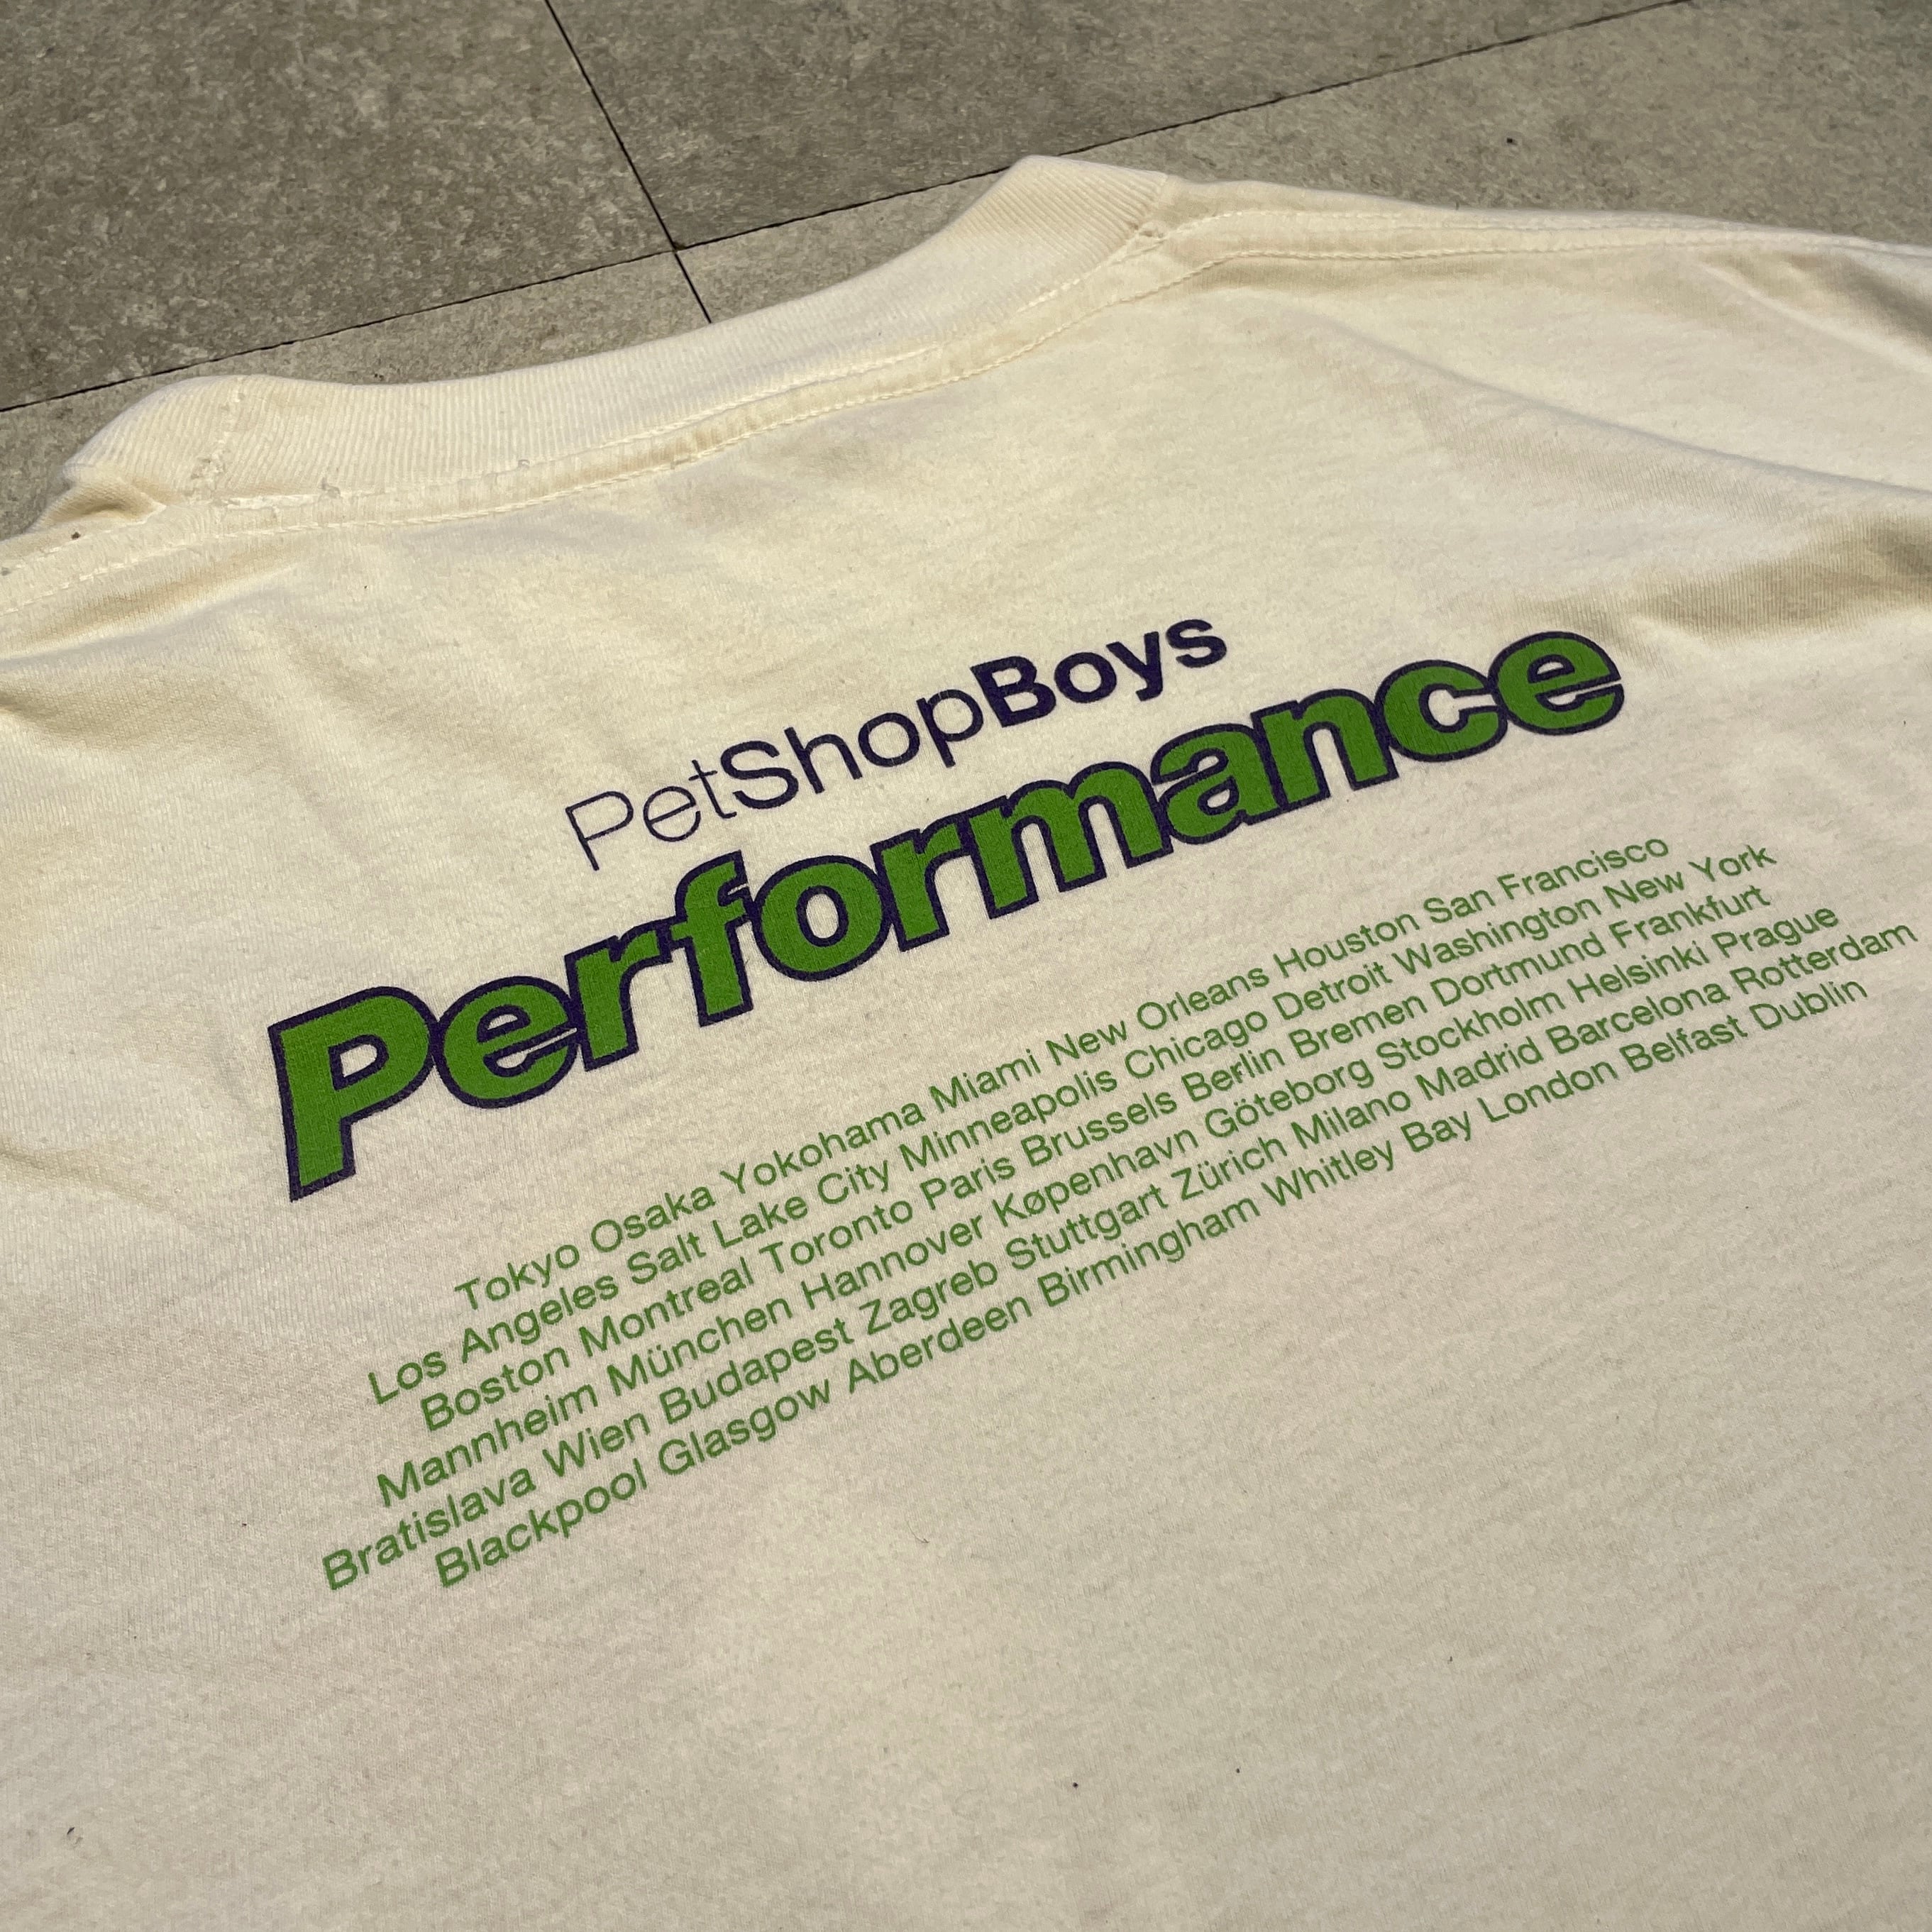 PetShopBoys
Performance
Tokyo Osaka Yokohama Miami New Orleans Houston San Francisco
Los Angeles Salt Lake City Minneapolis Chicago Detroit Washington New York
Boston Montreal Toronto Paris Brussels Berlin Bremen Dortmund Frankfurt
Mannheim München Hannover Køpenhavn Göteborg Stockholm Helsinki Prague
Bratislava Wien Budapest Zagreb Stuttgart Zürich Milano Madrid Barcelona Rotterdam
Blackpool Glasgow Aberdeen Birmingham Whitley Bay London Belfast Dublin